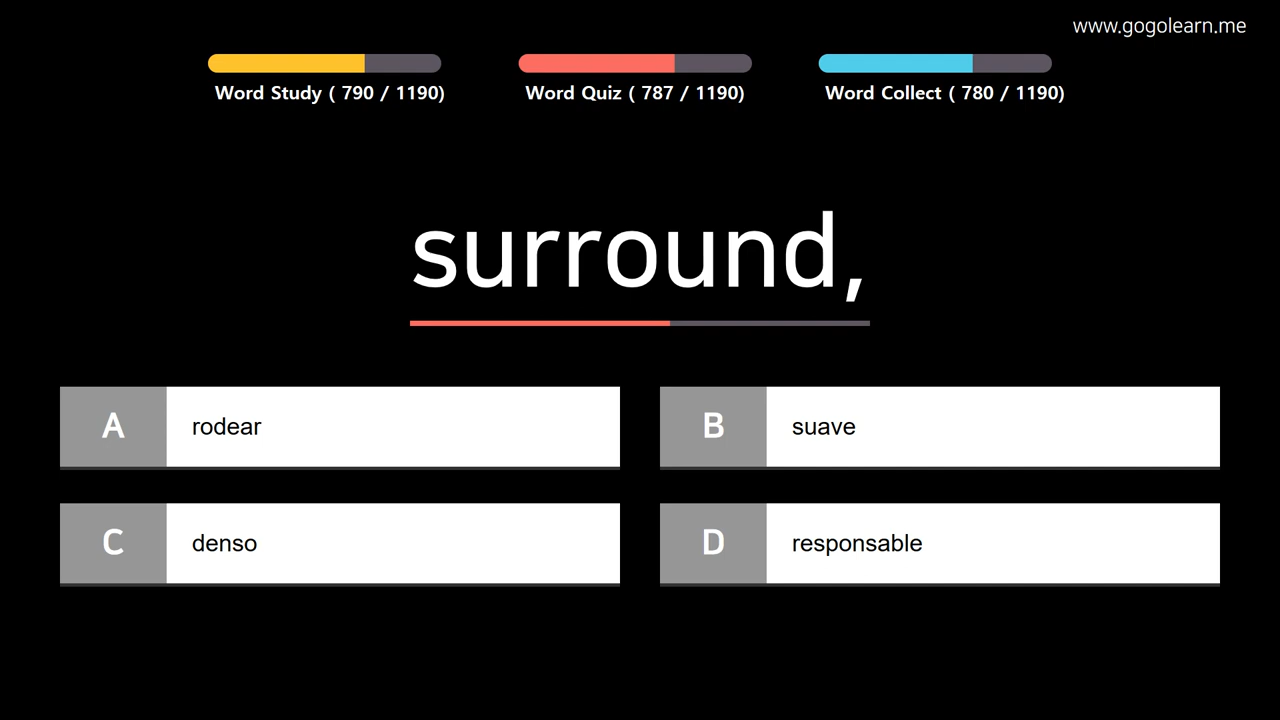 www.gogolearn.me
Word Study ( 790 / 1190)
Word Quiz ( 787 / 1190)
Word Collect ( 780 / 1190)
surround,
A
rodear
B
suave
C
denso
D
responsable